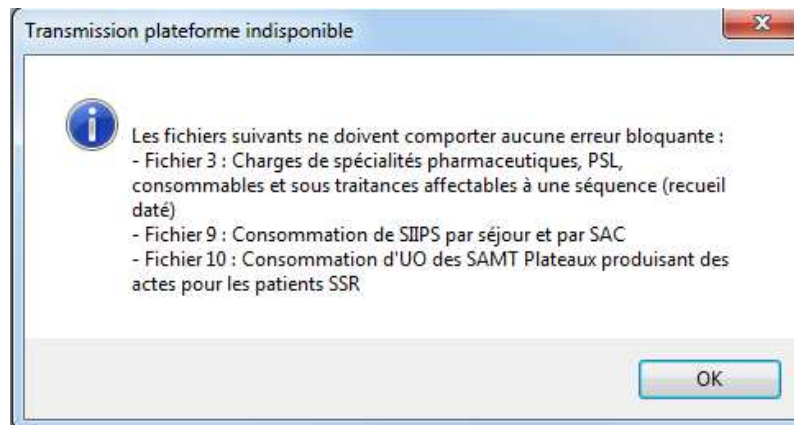 Transmission plateforme indisponible
Les fichiers suivants ne doivent comporter aucune erreur bloquante :
- Fichier 3 : Charges de spécialités pharmaceutiques, PSL,
consommables et sous traitances affectables à une séquence (recueil
daté)
- Fichier 9 : Consommation de SIIPS par séjour et par SAC
- Fichier 10 : Consommation d'UO des SAMT Plateaux produisant des
actes pour les patients SSR
OK